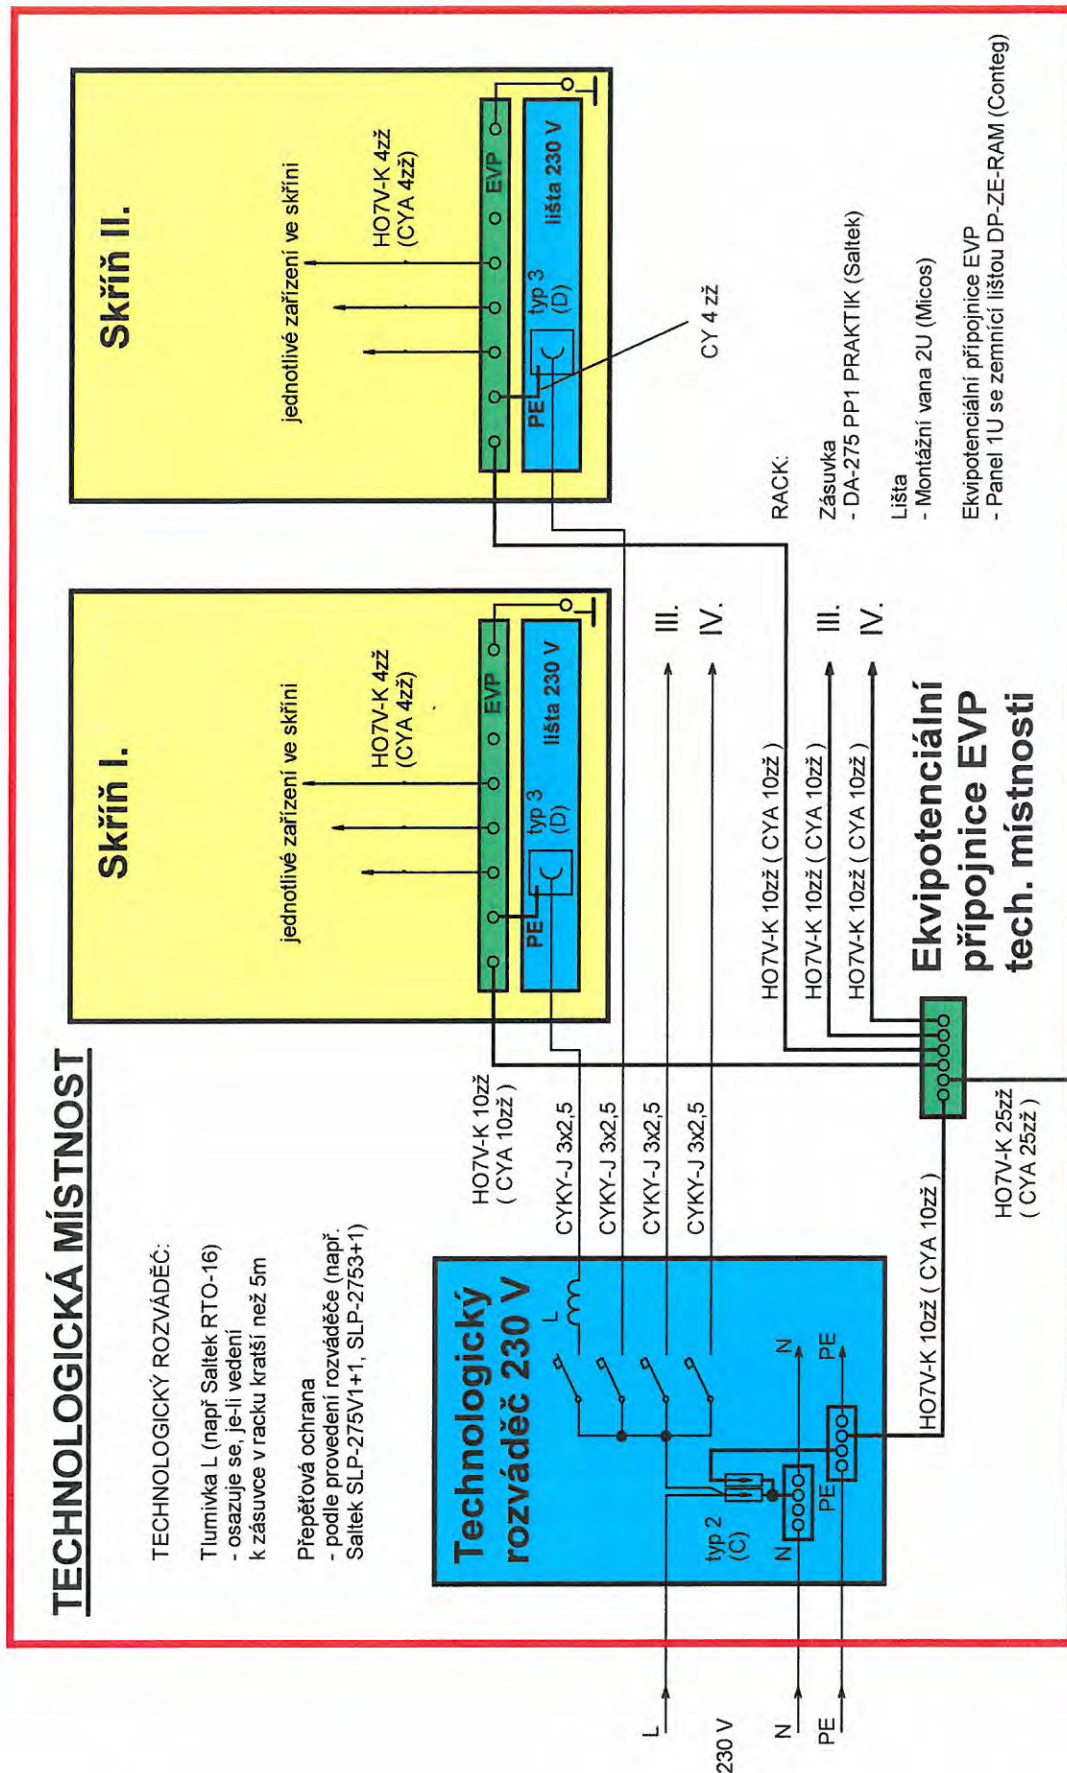 TECHNOLOGICKÁ MÍSTNOST
TECHNOLOGICKÝ ROZVÁDĚČ:
Tlumivka L (např Saltek RTO-16)
- osazuje se, je-li vedení
k zásuvce v racku kratší než 5m
Přepěťová ochrana
- podle provedení rozváděče (např.
Saltek SLP-275V1+1, SLP-2753+1)
Skříň I.
jednotlivé zařízení ve skříni
HO7V-K 4zž
(CYA 4zž)
EVP
PE
typ 3
(D)
lišta 230 V
Skříň II.
jednotlivé zařízení ve skříni
HO7V-K 4zž
(CYA 4zž)
EVP
PE
typ 3
(D)
lišta 230 V
CY 4 zž
HO7V-K 10zž
( CYA 10zž )
CYKY-J 3x2,5
CYKY-J 3x2,5
CYKY-J 3x2,5
CYKY-J 3x2,5
III.
IV.
Technologický
rozváděč 230 V
L
typ 2
(C)
N
PE
N
PE
L
230 V
N
PE
HO7V-K 10zž ( CYA 10zž )
HO7V-K 10zž ( CYA 10zž )
HO7V-K 10zž ( CYA 10zž )
HO7V-K 10zž ( CYA 10zž )
III.
IV.
HO7V-K 25zž
( CYA 25zž )
Ekvipotenciální
přípojnice EVP
tech. místnosti
RACK:
Zásuvka
- DA-275 PP1 PRAKTIK (Saltek)
Lišta
- Montážní vana 2U (Micos)
Ekvipotenciální přípojnice EVP
- Panel 1U se zemnící lištou DP-ZE-RAM (Conteg)